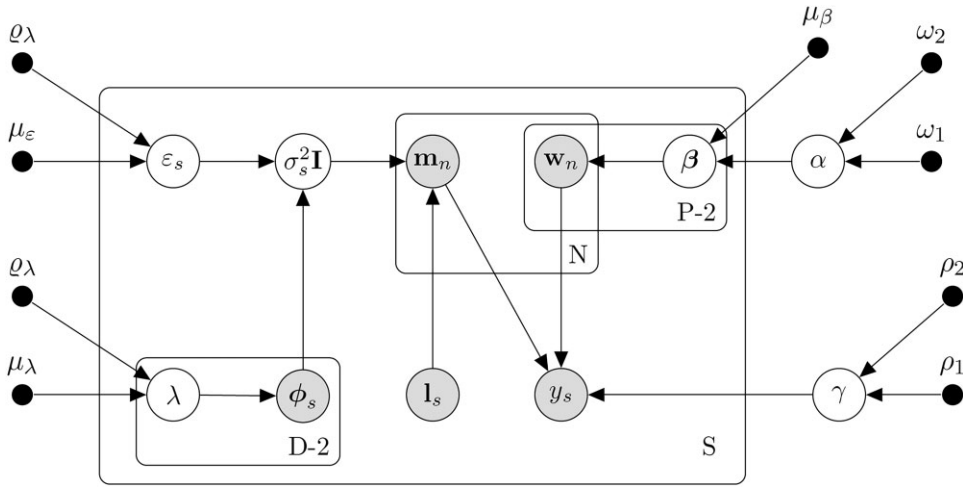 μ_β
ϱ_λ
ω_2
μ_ε
ω_1
ε_s
σ_s^2 I
m_n
w_n
β
α
P-2
N
ϱ_λ
ρ_2
μ_λ
ρ_1
λ
ϕ_s
l_s
y_s
γ
D-2
S